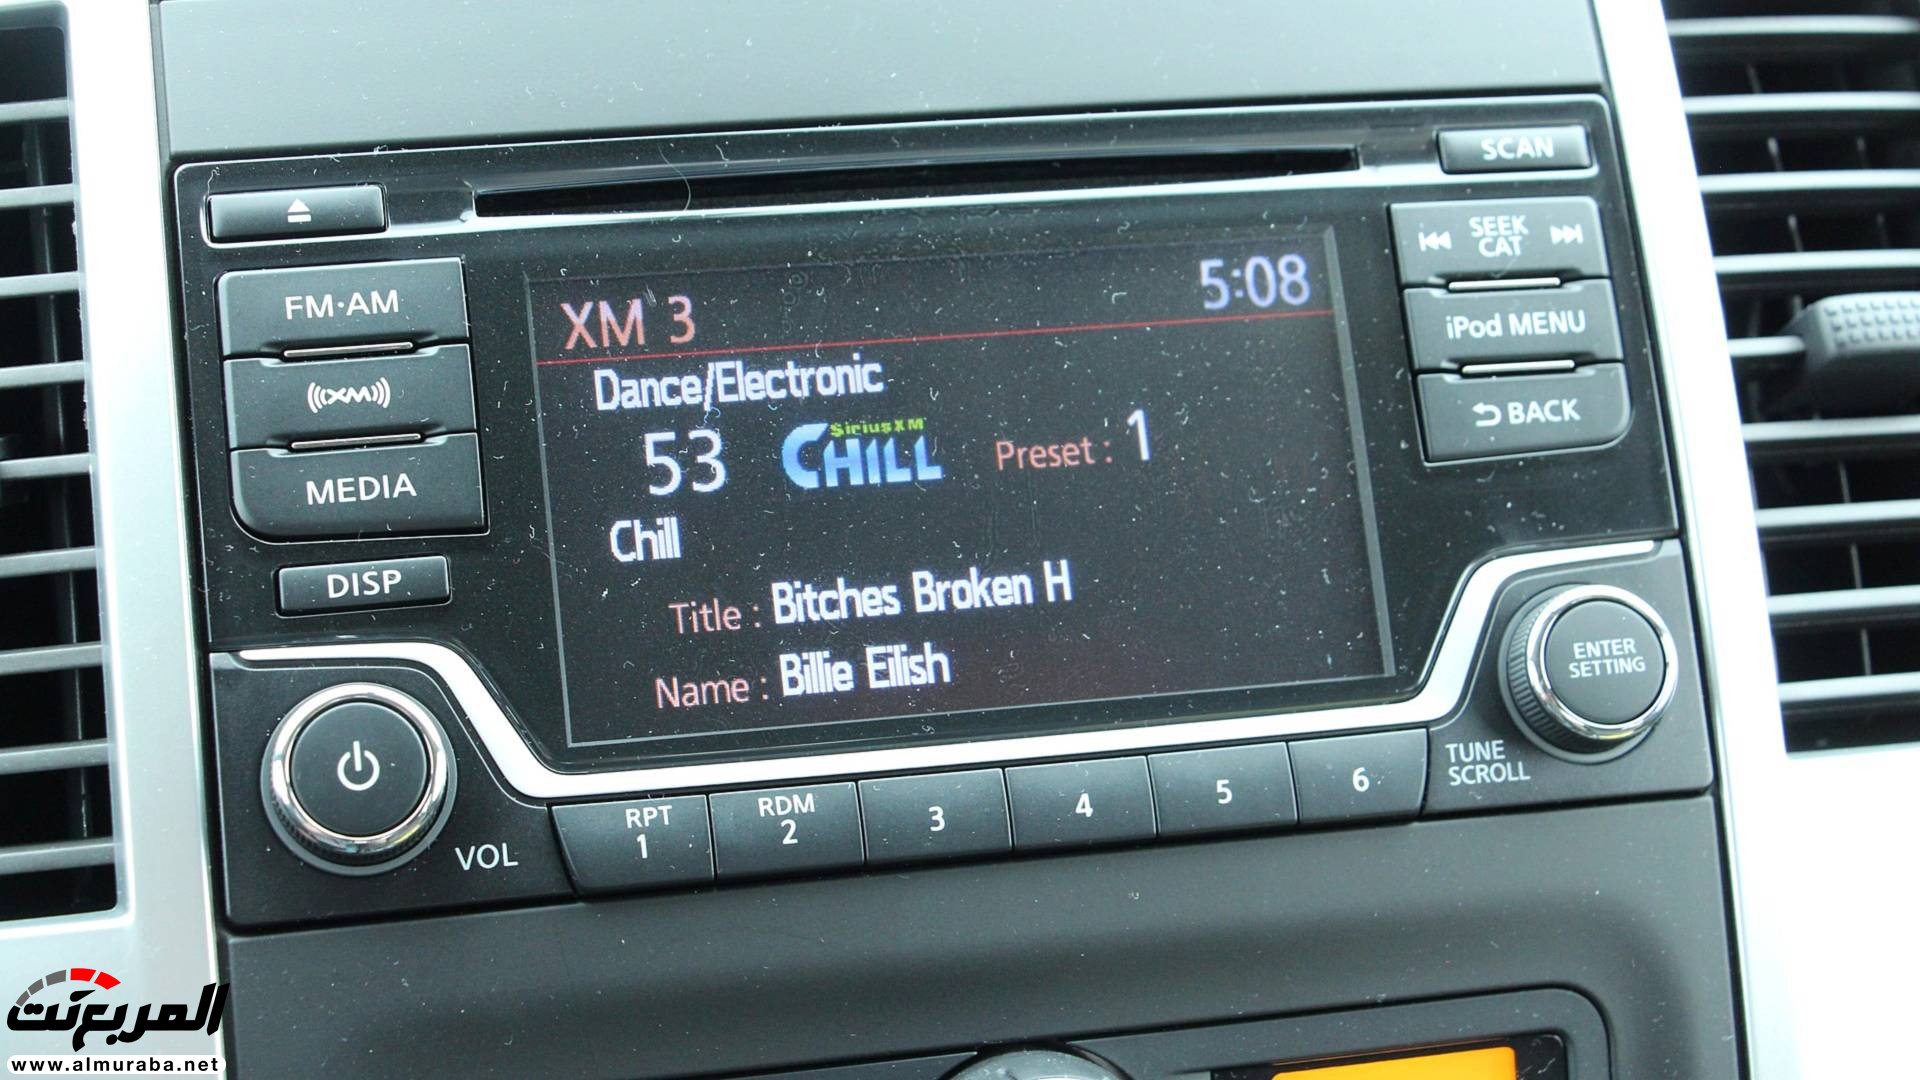 SCAN
SEEK
CAT
FM·AM
iPod MENU
XM
BACK
MEDIA
DISP
XM 3
5:08
Dance/Electronic
53
SiriusXM
CHILL
Preset : 1
Chill
Title : Bitches Broken H
Name : Billie Eilish
ENTER
SETTING
TUNE
SCROLL
VOL
RPT
1
RDM
2
3
4
5
6
المربع نت
www.almuraba.net